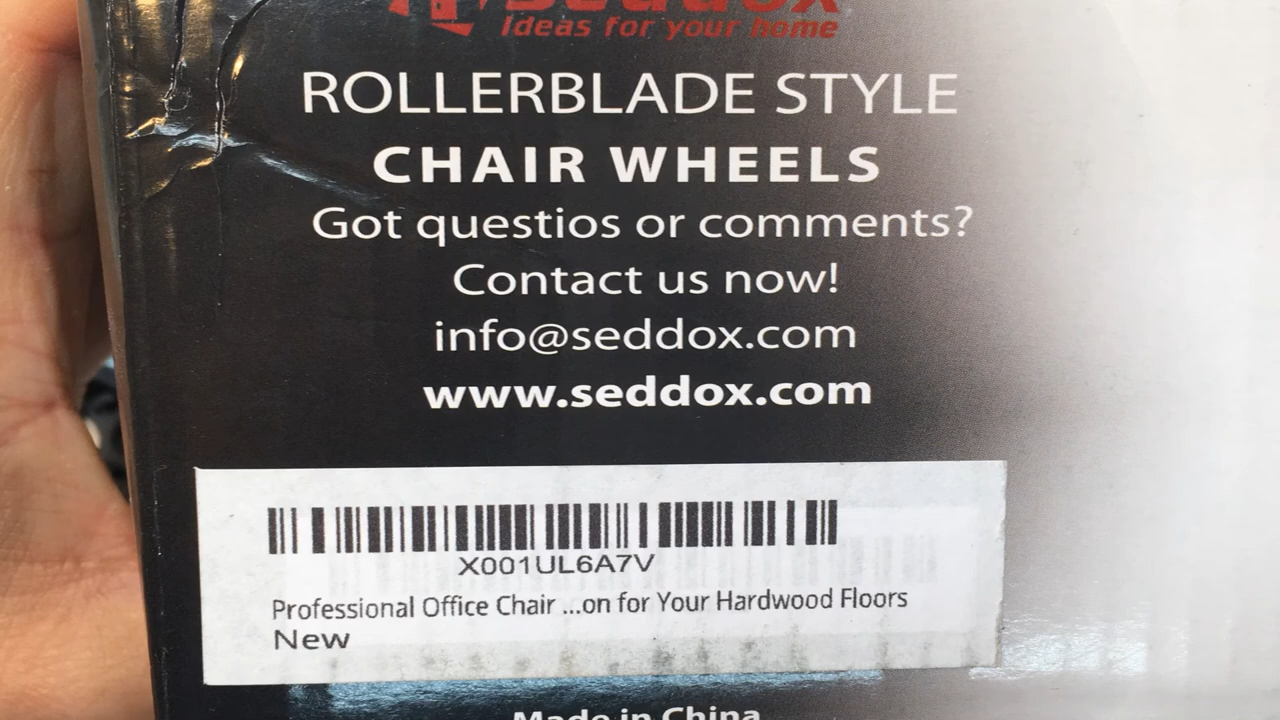 seddox
Ideas for your home
ROLLERBLADE STYLE
CHAIR WHEELS
Got questios or comments?
Contact us now!
info@seddox.com
www.seddox.com
X001UL6A7V
Professional Office Chair ...on for Your Hardwood Floors
New
Made in China